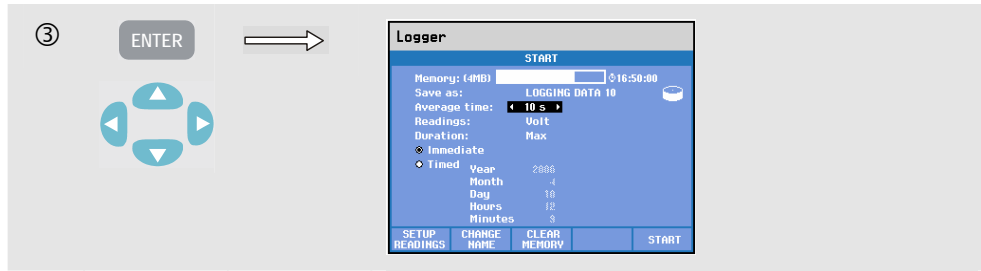 ③
ENTER
Logger
START
Memory: (4MB) 16:50:00
Save as: LOGGING DATA 10
Average time: 10 s
Readings: Volt
Duration: Max
Immediate
Timed
Year 2006
Month 4
Day 10
Hours 12
Minutes 9
SETUP READINGS CHANGE NAME CLEAR MEMORY START